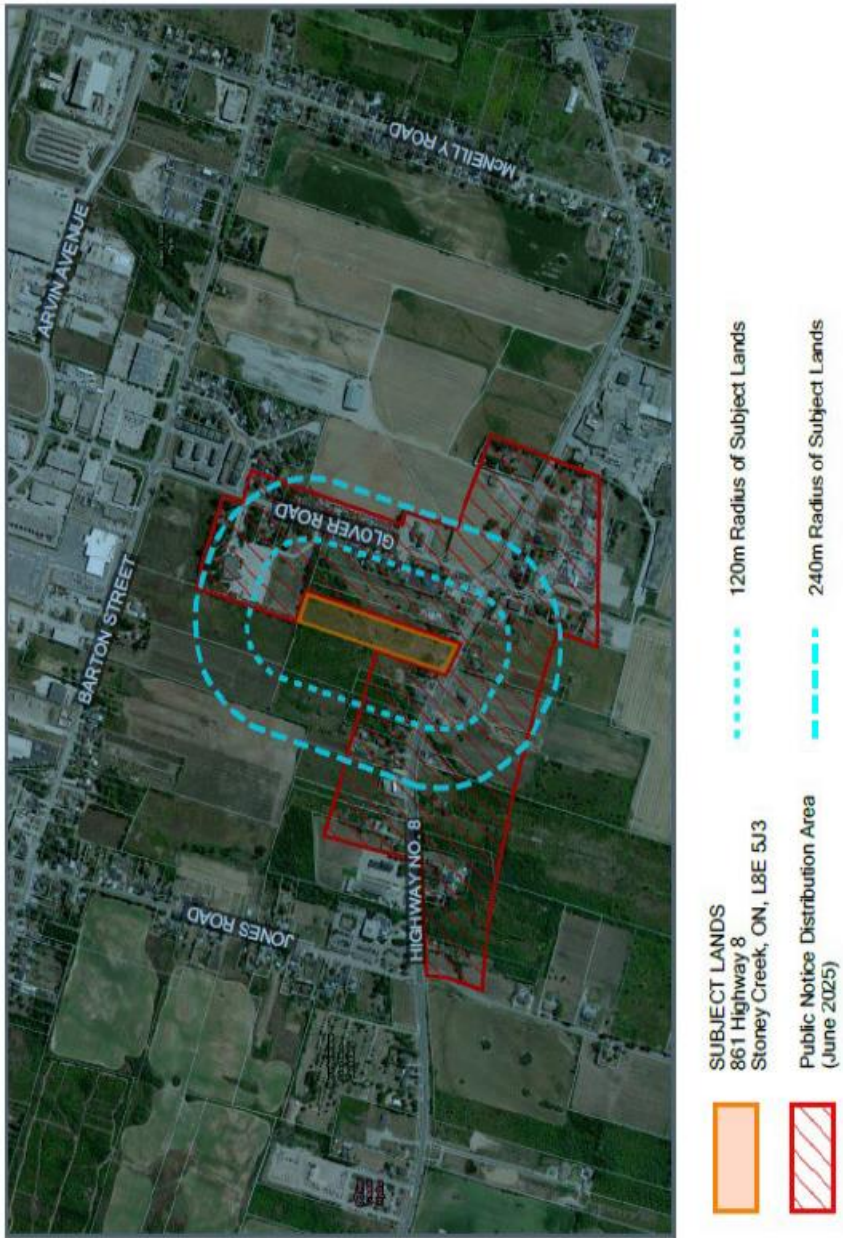 ARVIN AVENUE
BARTON STREET
McNEILLY ROAD
GLOVER ROAD
JONES ROAD
HIGHWAY NO. 8
SUBJECT LANDS
861 Highway 8
Stoney Creek, ON, L8E 5J3
120m Radius of Subject Lands
Public Notice Distribution Area
(June 2025)
240m Radius of Subject Lands